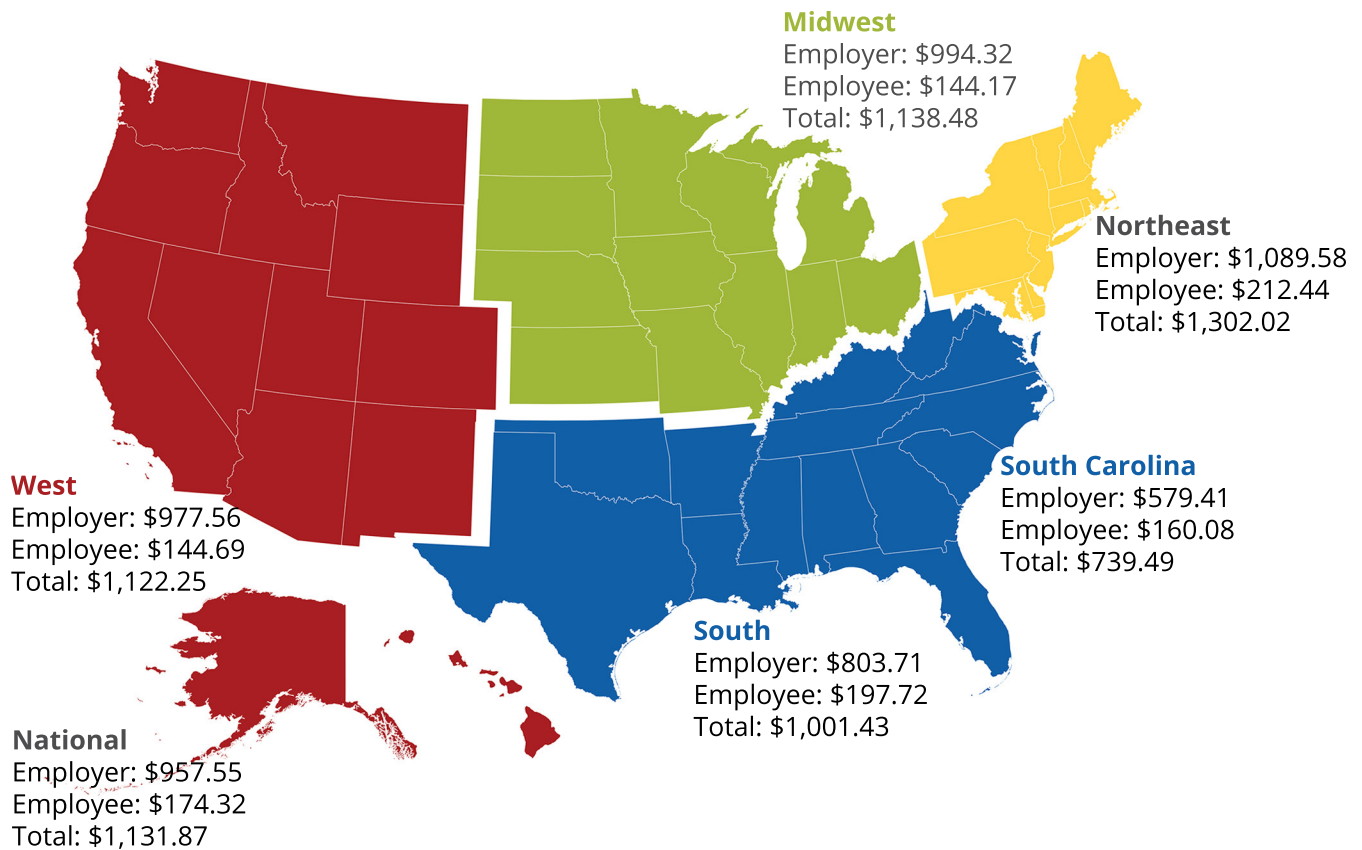 Midwest
Employer: $994.32
Employee: $144.17
Total: $1,138.48
Northeast
Employer: $1,089.58
Employee: $212.44
Total: $1,302.02
South Carolina
Employer: $579.41
Employee: $160.08
Total: $739.49
West
Employer: $977.56
Employee: $144.69
Total: $1,122.25
South
Employer: $803.71
Employee: $197.72
Total: $1,001.43
National
Employer: $957.55
Employee: $174.32
Total: $1,131.87